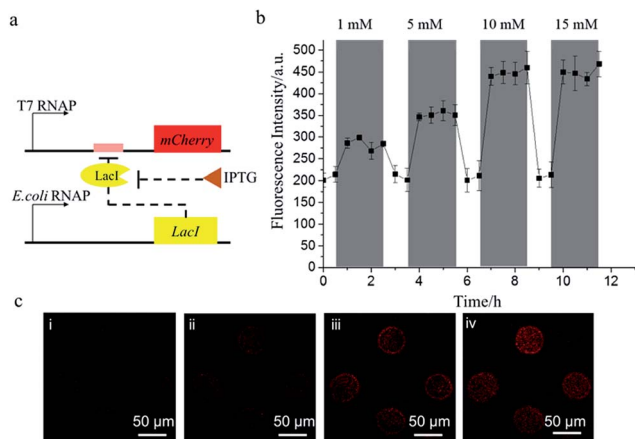 a
T7 RNAP
mCherry
LacI
IPTG
E.coli RNAP
LacI
b
1 mM 5 mM 10 mM 15 mM
Fluorescence Intensity/a.u.
500
450
400
350
300
250
200
150
100
50
0
0 2 4 6 8 10 12
Time/h
c
i ii iii iv
50 μm 50 μm 50 μm 50 μm